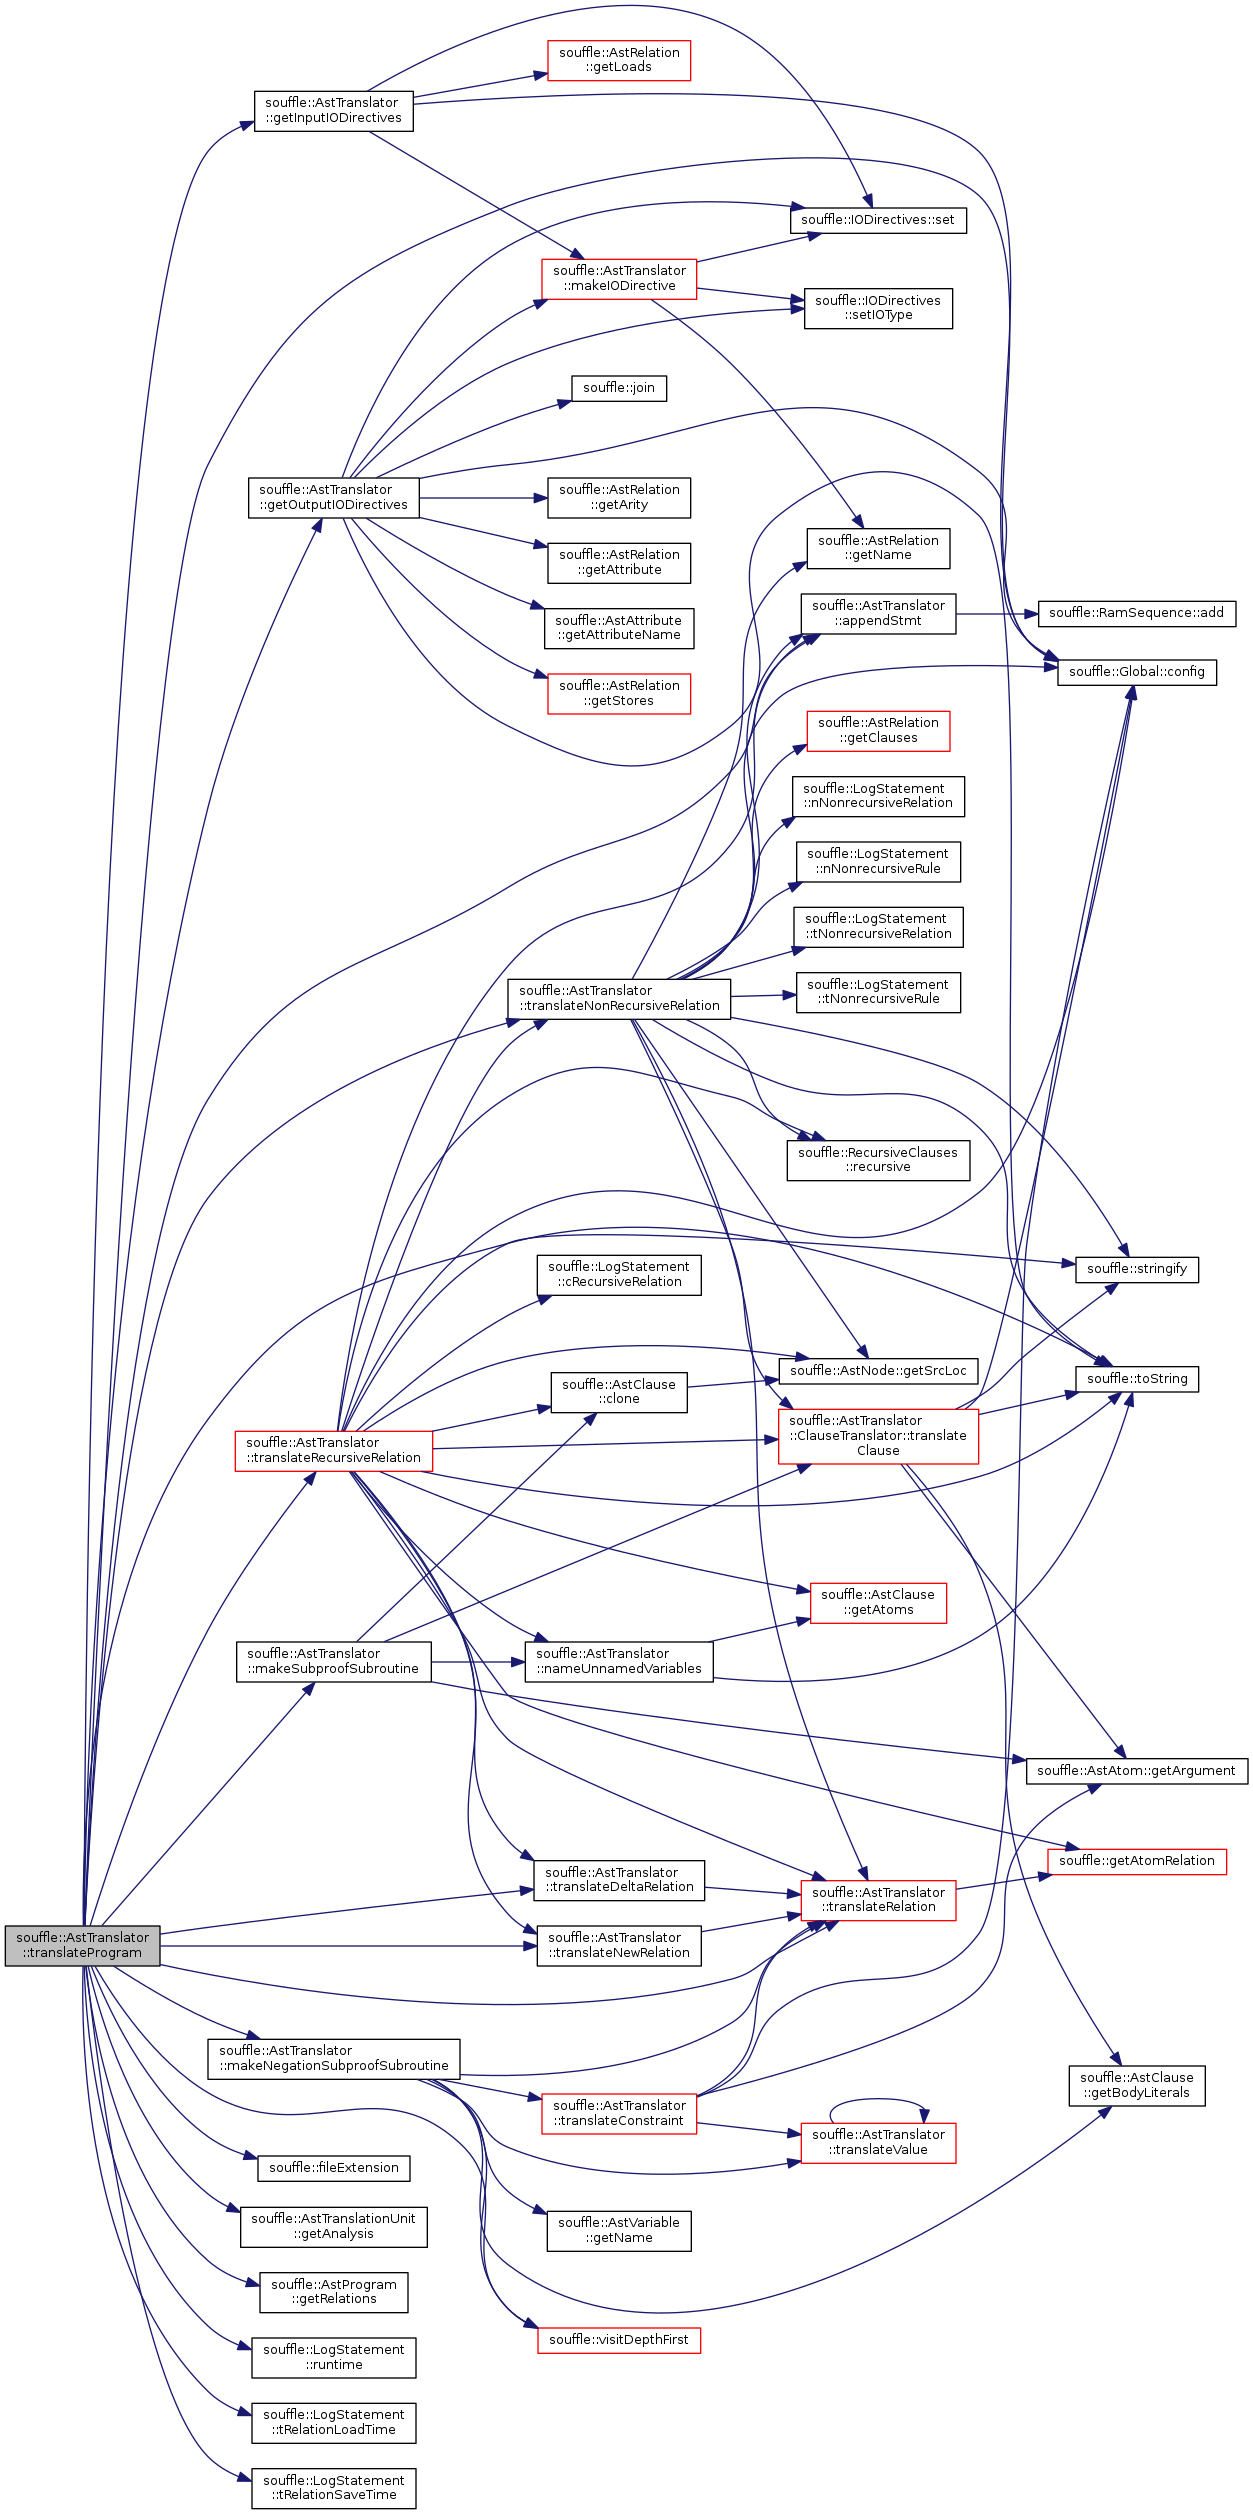 souffle::AstRelation
::getLoads
souffle::AstTranslator
::getInputIODirectives
souffle::IODirectives::set
souffle::AstTranslator
::makeIODirective
souffle::IODirectives
::setIOType
souffle::join
souffle::AstTranslator
::getOutputIODirectives
souffle::AstRelation
::getArity
souffle::AstRelation
::getName
souffle::AstRelation
::getAttribute
souffle::AstTranslator
::appendStmt
souffle::RamSequence::add
souffle::AstAttribute
::getAttributeName
souffle::Global::config
souffle::AstRelation
::getStores
souffle::AstRelation
::getClauses
souffle::LogStatement
::nNonrecursiveRelation
souffle::LogStatement
::nNonrecursiveRule
souffle::LogStatement
::tNonrecursiveRelation
souffle::AstTranslator
::translateNonRecursiveRelation
souffle::LogStatement
::tNonrecursiveRule
souffle::RecursiveClauses
::recursive
souffle::LogStatement
::cRecursiveRelation
souffle::stringify
souffle::AstNode::getSrcLoc
souffle::toString
souffle::AstClause
::clone
souffle::AstTranslator
::ClauseTranslator::translate
Clause
souffle::AstTranslator
::translateRecursiveRelation
souffle::AstClause
::getAtoms
souffle::AstTranslator
::makeSubproofSubroutine
souffle::AstTranslator
::nameUnnamedVariables
souffle::AstAtom::getArgument
souffle::getAtomRelation
souffle::AstTranslator
::translateDeltaRelation
souffle::AstTranslator
::translateRelation
souffle::AstTranslator
::translateProgram
souffle::AstTranslator
::translateNewRelation
souffle::AstTranslator
::makeNegationSubproofSubroutine
souffle::AstClause
::getBodyLiterals
souffle::AstTranslator
::translateConstraint
souffle::AstTranslator
::translateValue
souffle::fileExtension
souffle::AstTranslationUnit
::getAnalysis
souffle::AstVariable
::getName
souffle::AstProgram
::getRelations
souffle::visitDepthFirst
souffle::LogStatement
::runtime
souffle::LogStatement
::tRelationLoadTime
souffle::LogStatement
::tRelationSaveTime